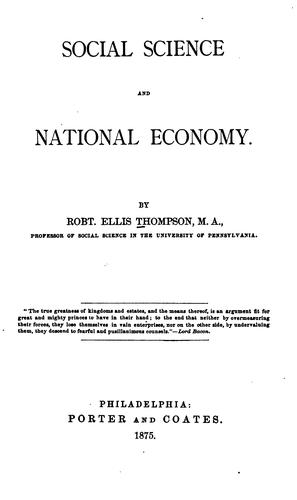 SOCIAL SCIENCE
AND
NATIONAL ECONOMY.
BY
ROBT. ELLIS THOMPSON, M. A.,
PROFESSOR OF SOCIAL SCIENCE IN THE UNIVERSITY OF PENNSYLVANIA.
"The true greatness of kingdoms and estates, and the means thereof, is an argument fit for
great and mighty princes to have in their hand; to the end that neither by overmeasuring
their forces, they lose themselves in vain enterprises, nor on the other side, by undervaluing
them, they descend to fearful and pusillanimous counsels."—Lord Bacon.
PHILADELPHIA:
PORTER AND COATES.
1875.